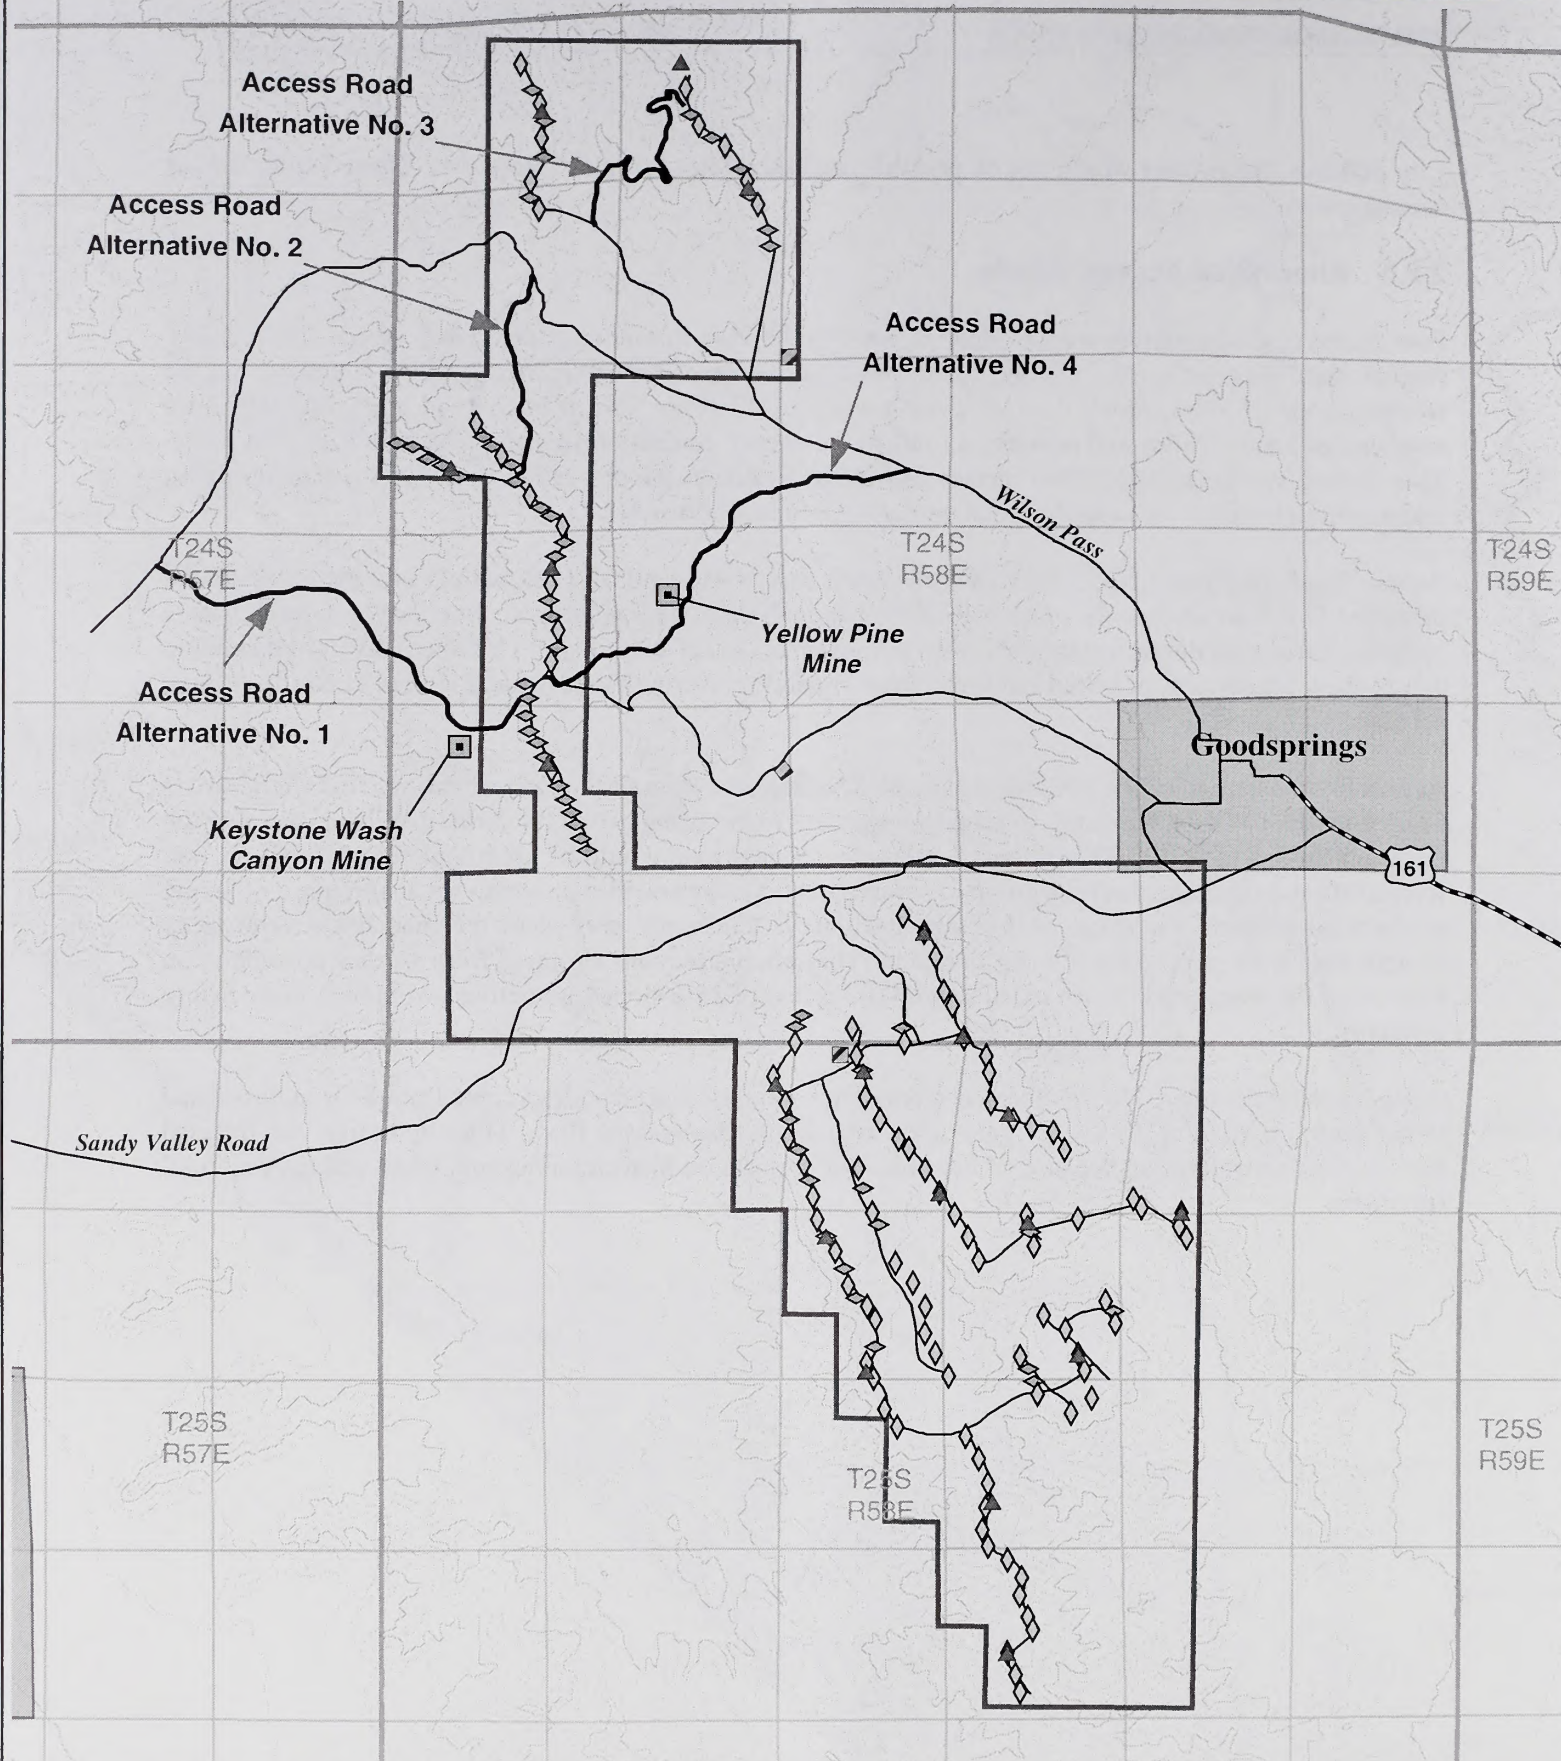 Access Road
Alternative No. 3
Access Road
Alternative No. 2
Access Road
Alternative No. 4
Wilson Pass
T24S
R57E
T24S
R58E
T24S
R59E
Yellow Pine
Mine
Access Road
Alternative No. 1
Goodsprings
Keystone Wash
Canyon Mine
161
Sandy Valley Road
T25S
R57E
T25S
R58E
T25S
R59E